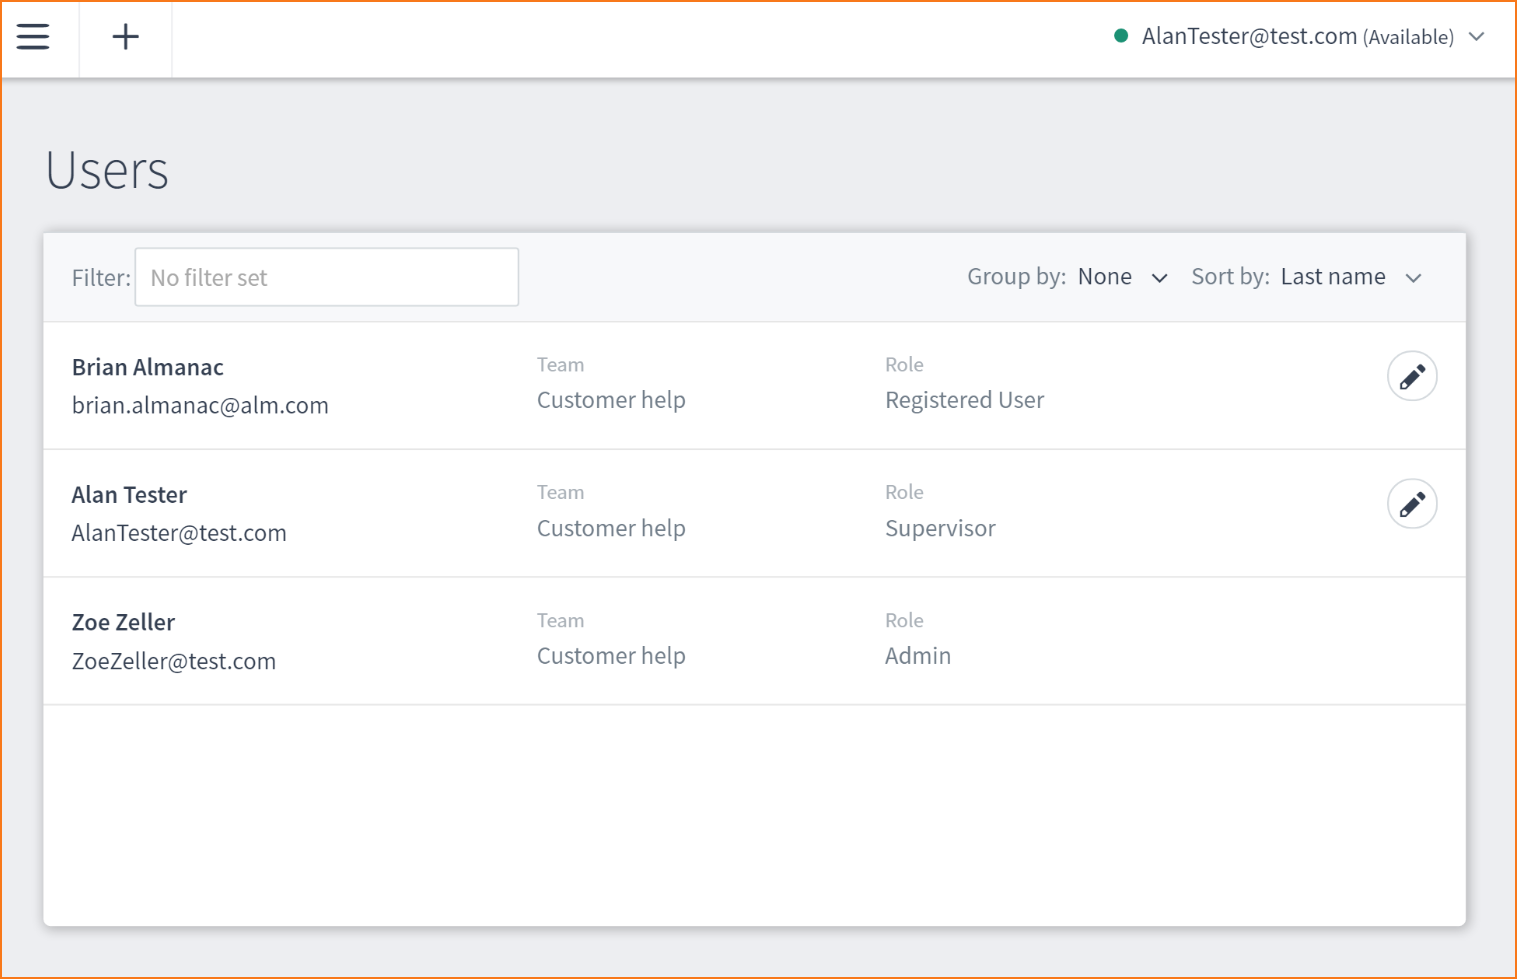 AlanTester@test.com (Available)
Users
Filter: No filter set Group by: None Sort by: Last name
Brian Almanac Team Role
brian.almanac@alm.com Customer help Registered User
Alan Tester Team Role
AlanTester@test.com Customer help Supervisor
Zoe Zeller Team Role
ZoeZeller@test.com Customer help Admin